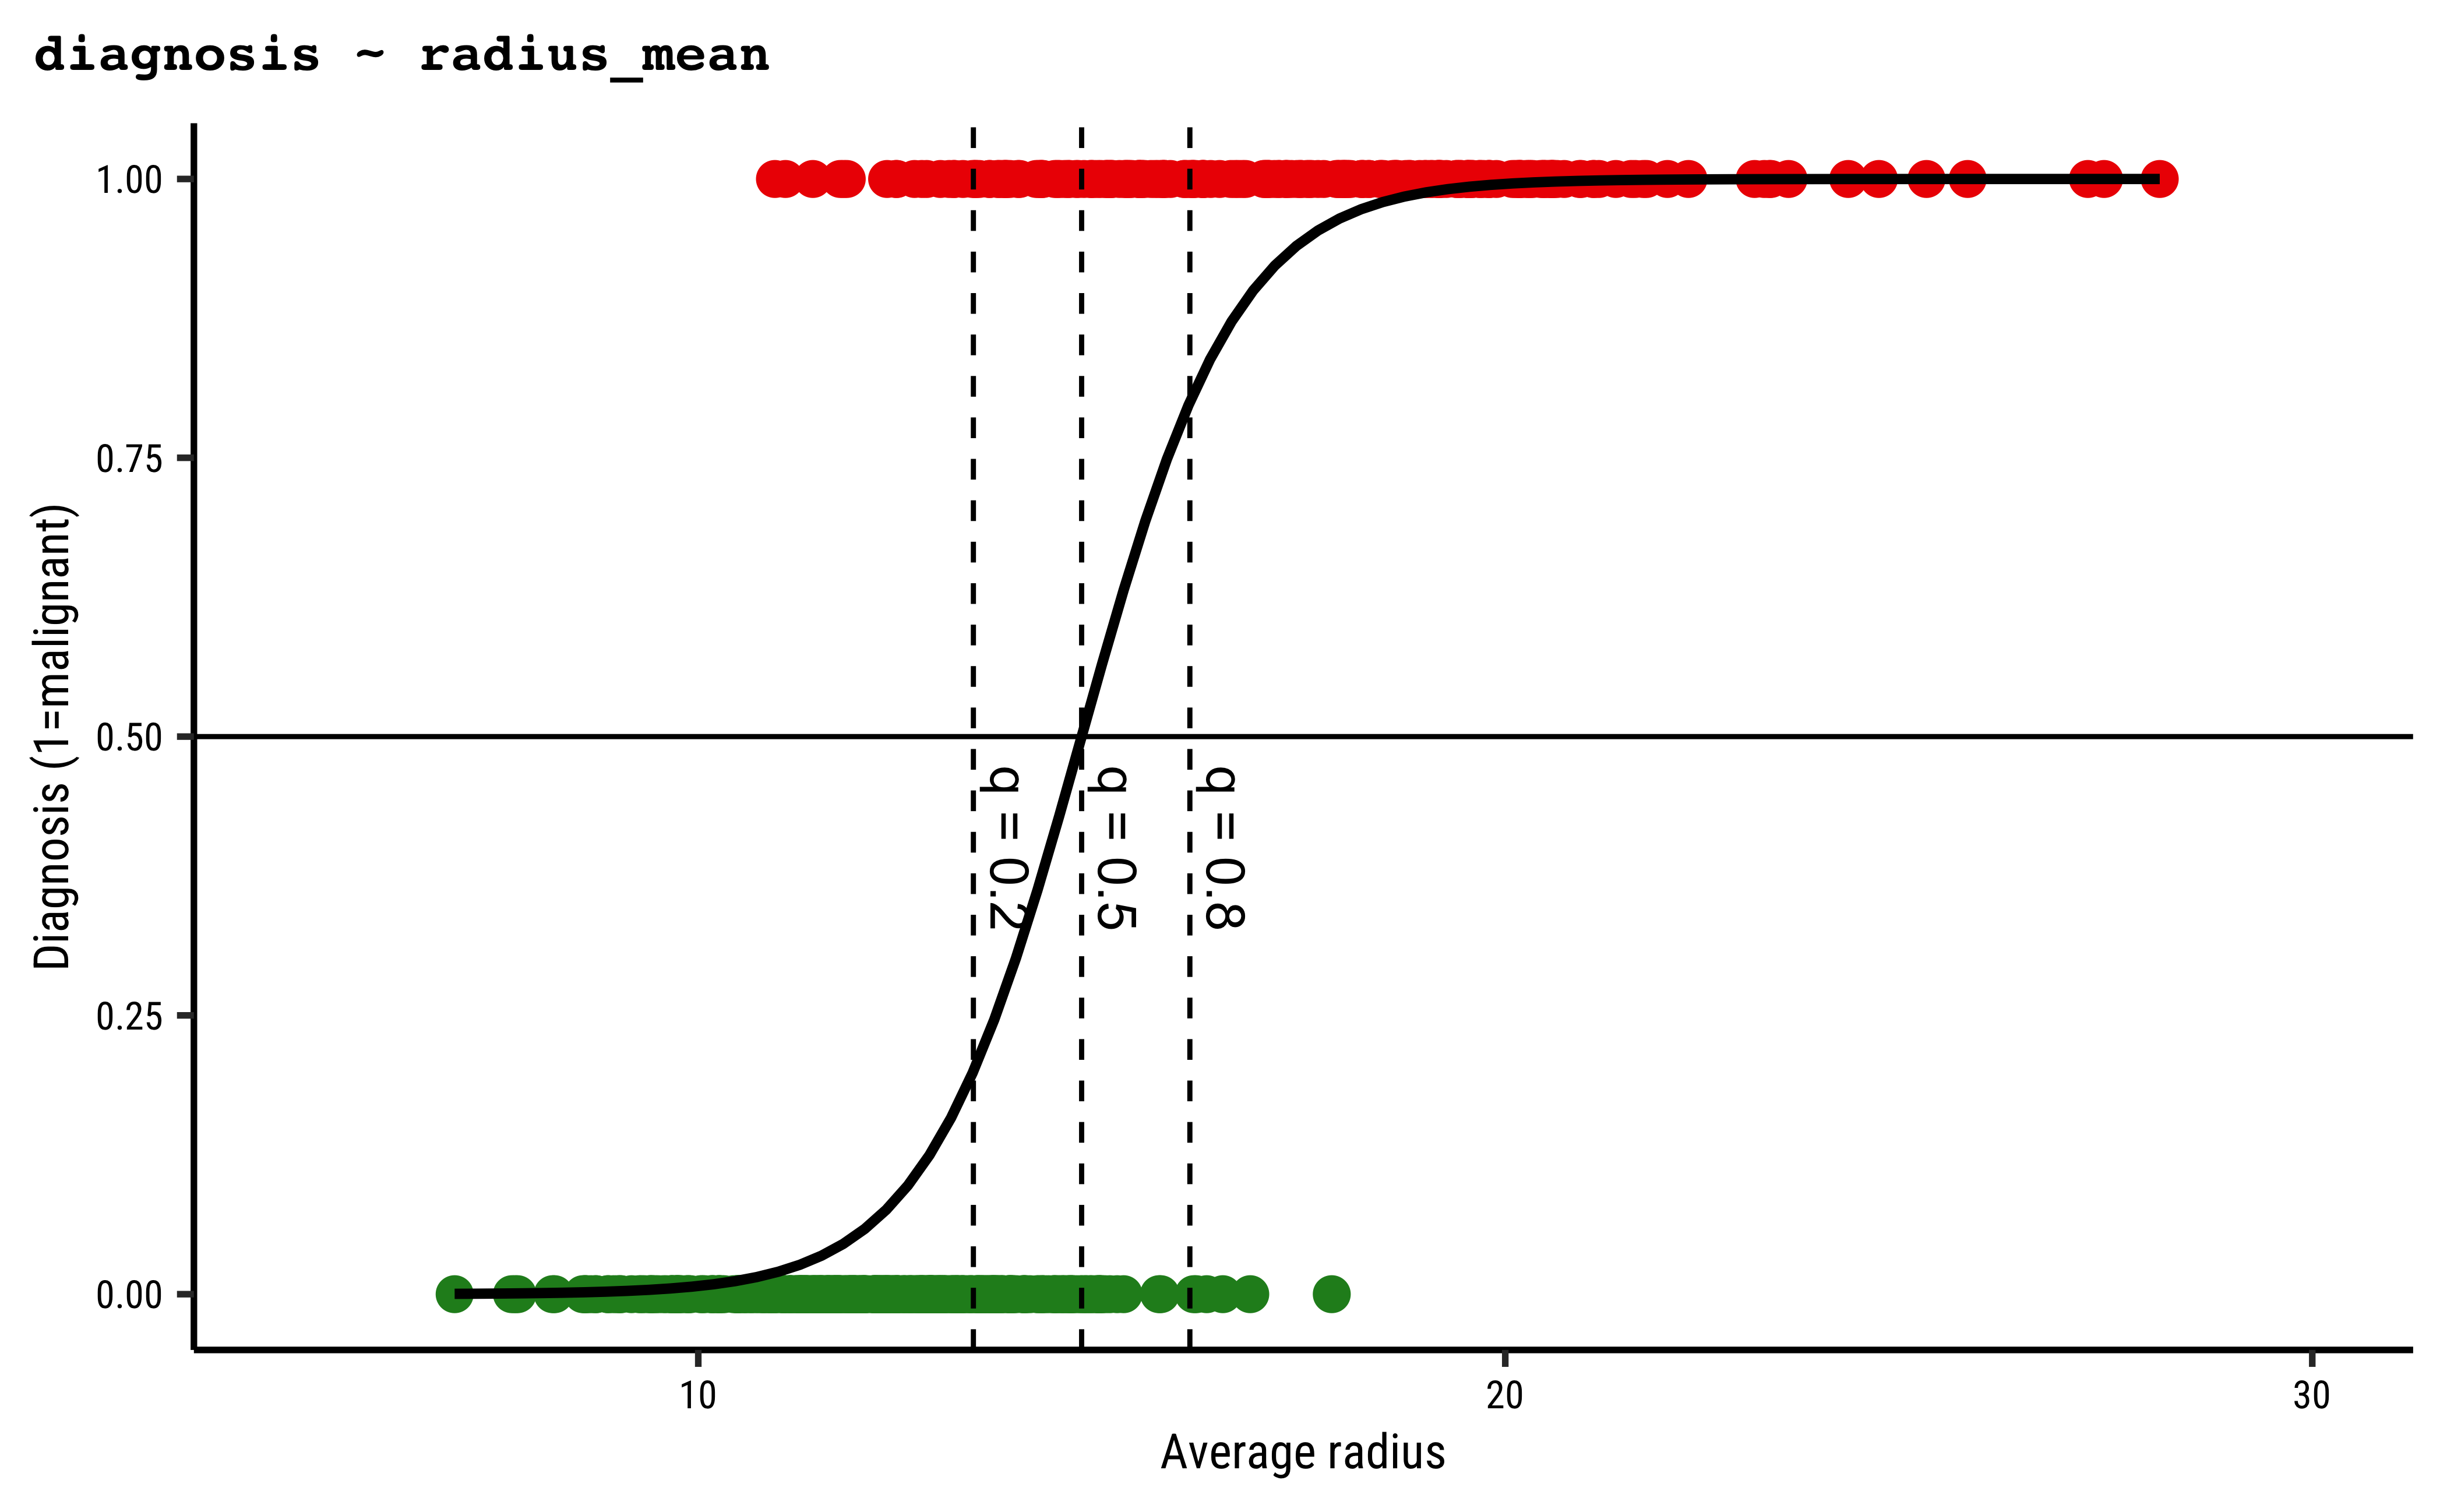 diagnosis ~ radius_mean
1.00
0.75
0.50
0.25
0.00
Diagnosis (1=malignant)
p = 0.2
p = 0.5
p = 0.8
10
20
30
Average radius